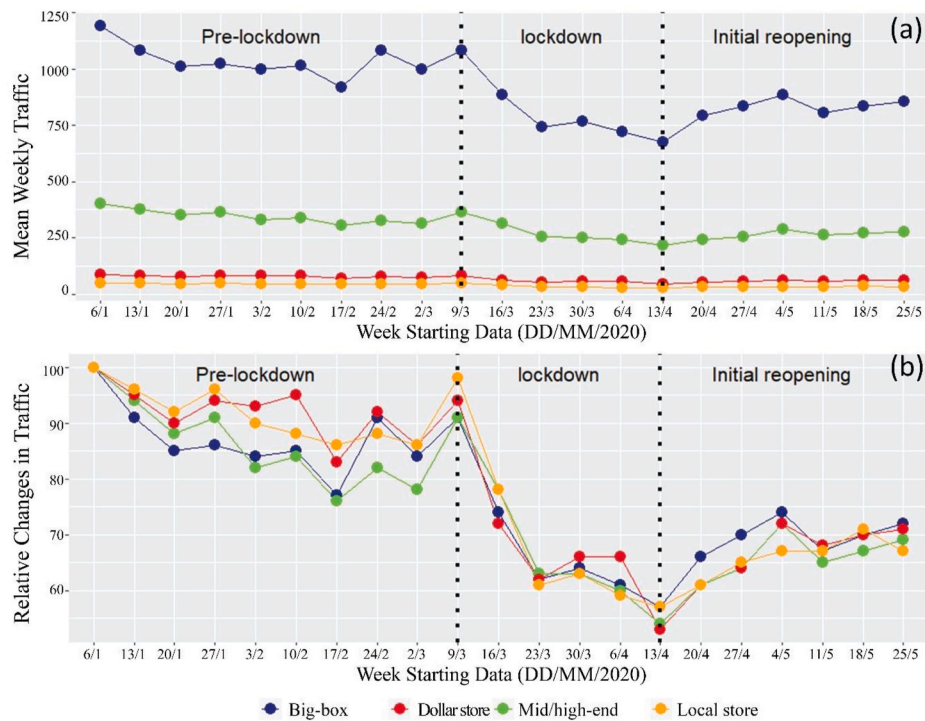 (a)
Pre-lockdown lockdown Initial reopening
Mean Weekly Traffic
1250
1000
750
500
250
0
6/1 13/1 20/1 27/1 3/2 10/2 17/2 24/2 2/3 9/3 16/3 23/3 30/3 6/4 13/4 20/4 27/4 4/5 11/5 18/5 25/5
Week Starting Data (DD/MM/2020)
(b)
Pre-lockdown lockdown Initial reopening
Relative Changes in Traffic
100
90
80
70
60
6/1 13/1 20/1 27/1 3/2 10/2 17/2 24/2 2/3 9/3 16/3 23/3 30/3 6/4 13/4 20/4 27/4 4/5 11/5 18/5 25/5
Week Starting Data (DD/MM/2020)
Big-box Dollar store Mid/high-end Local store